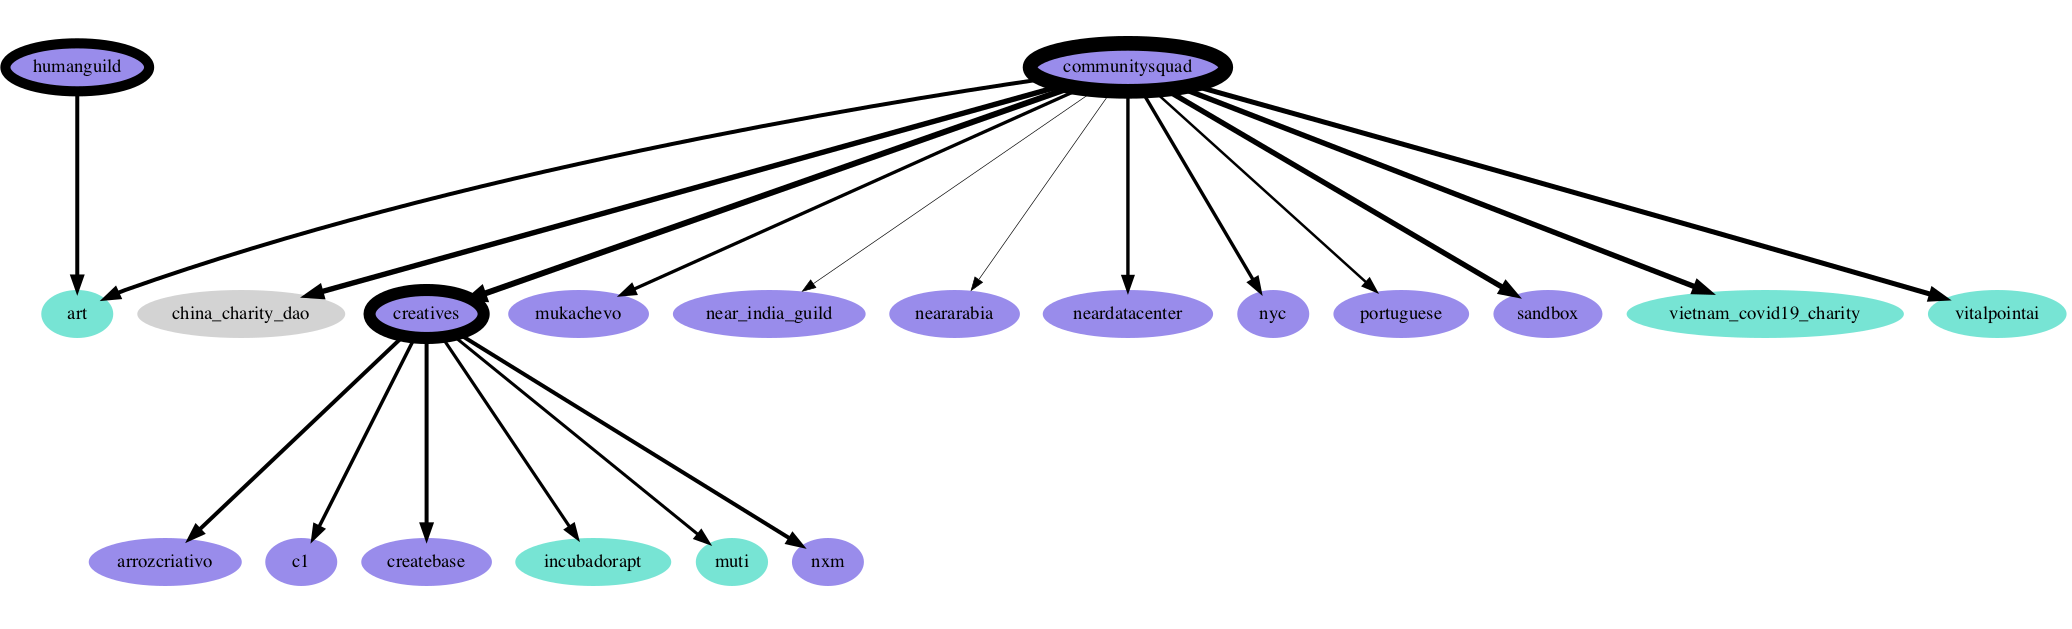 humanguild
communitysquad
art
china_charity_dao
creatives
mukachevo
near_india_guild
neararabia
neardatacenter
nyc
portuguese
sandbox
vietnam_covid19_charity
vitalpointai
arrozcriativo
c1
createbase
incubadorapt
muti
nxm